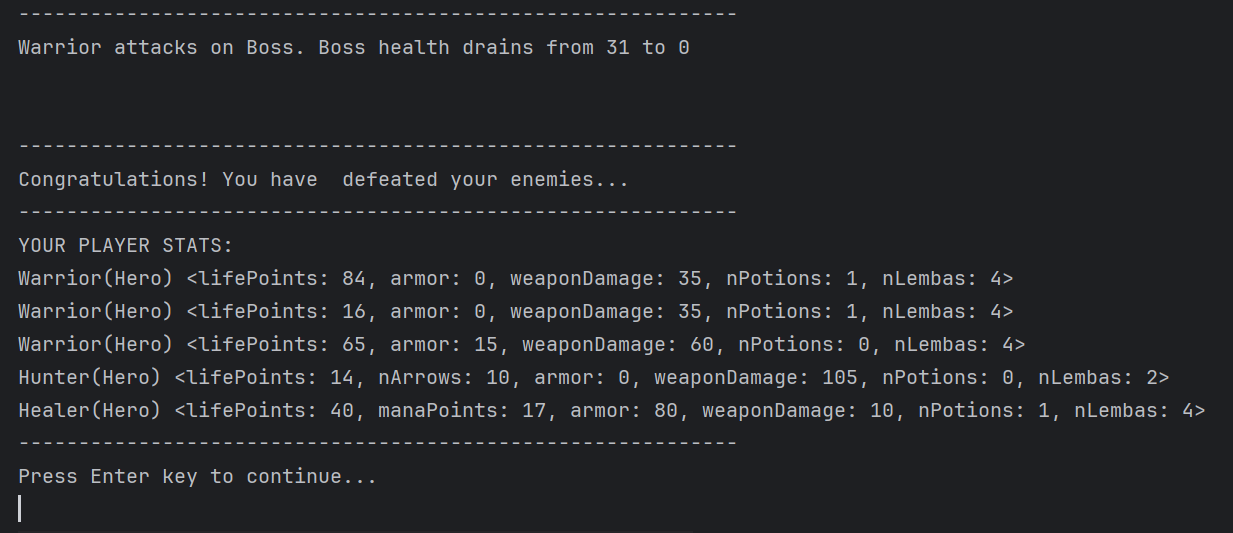 ------------------------------------------------------------
Warrior attacks on Boss. Boss health drains from 31 to 0
------------------------------------------------------------
Congratulations! You have  defeated your enemies...
------------------------------------------------------------
YOUR PLAYER STATS:
Warrior(Hero) <lifePoints: 84, armor: 0, weaponDamage: 35, nPotions: 1, nLembas: 4>
Warrior(Hero) <lifePoints: 16, armor: 0, weaponDamage: 35, nPotions: 1, nLembas: 4>
Warrior(Hero) <lifePoints: 65, armor: 15, weaponDamage: 60, nPotions: 0, nLembas: 4>
Hunter(Hero) <lifePoints: 14, nArrows: 10, armor: 0, weaponDamage: 105, nPotions: 0, nLembas: 2>
Healer(Hero) <lifePoints: 40, manaPoints: 17, armor: 80, weaponDamage: 10, nPotions: 1, nLembas: 4>
------------------------------------------------------------
Press Enter key to continue...